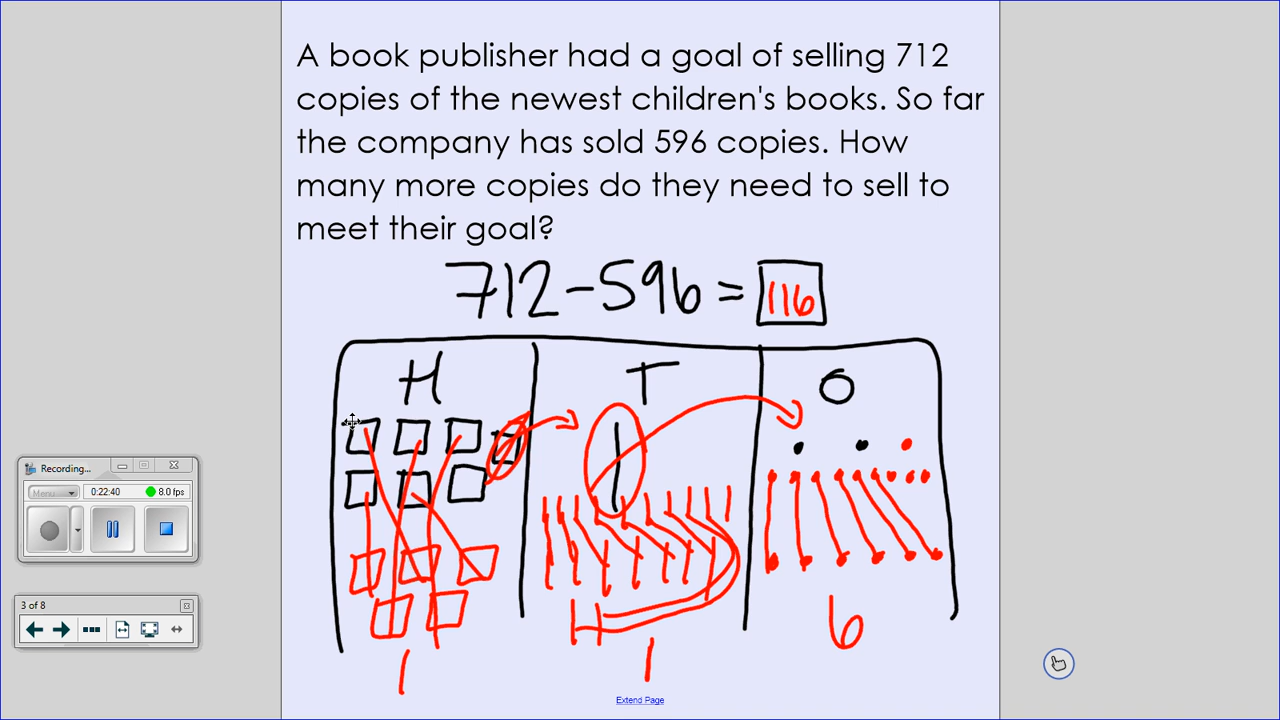 A book publisher had a goal of selling 712
copies of the newest children's books. So far
the company has sold 596 copies. How
many more copies do they need to sell to
meet their goal?
712-596=116
H T O
Recording...
Menu 0:22:40 8.0 fps
1 1 6
3 of 8
Extend Page